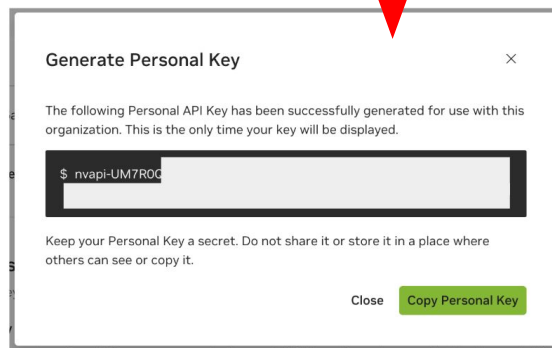 Generate Personal Key
The following Personal API Key has been successfully generated for use with this
organization. This is the only time your key will be displayed.
$ nvapi-UM7R0Q
Keep your Personal Key a secret. Do not share it or store it in a place where
others can see or copy it.
Close Copy Personal Key